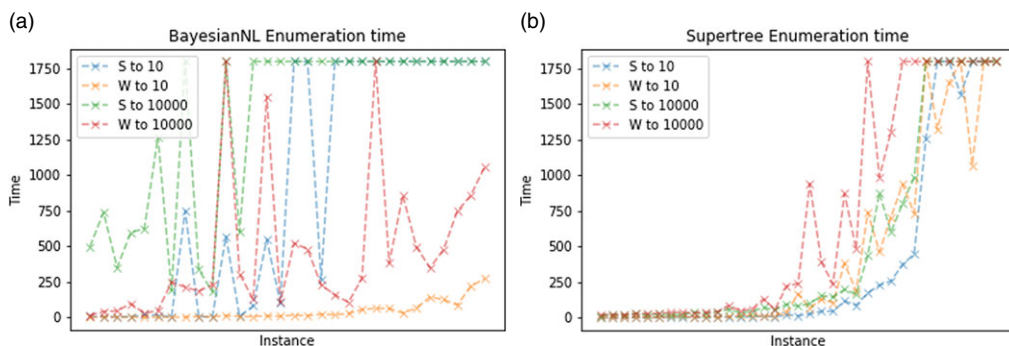 (a)
BayesianNL Enumeration time
1750
1500
1250
1000
750
500
250
0
Time
Instance
S to 10
W to 10
S to 10000
W to 10000
(b)
Supertree Enumeration time
1750
1500
1250
1000
750
500
250
0
Time
Instance
S to 10
W to 10
S to 10000
W to 10000